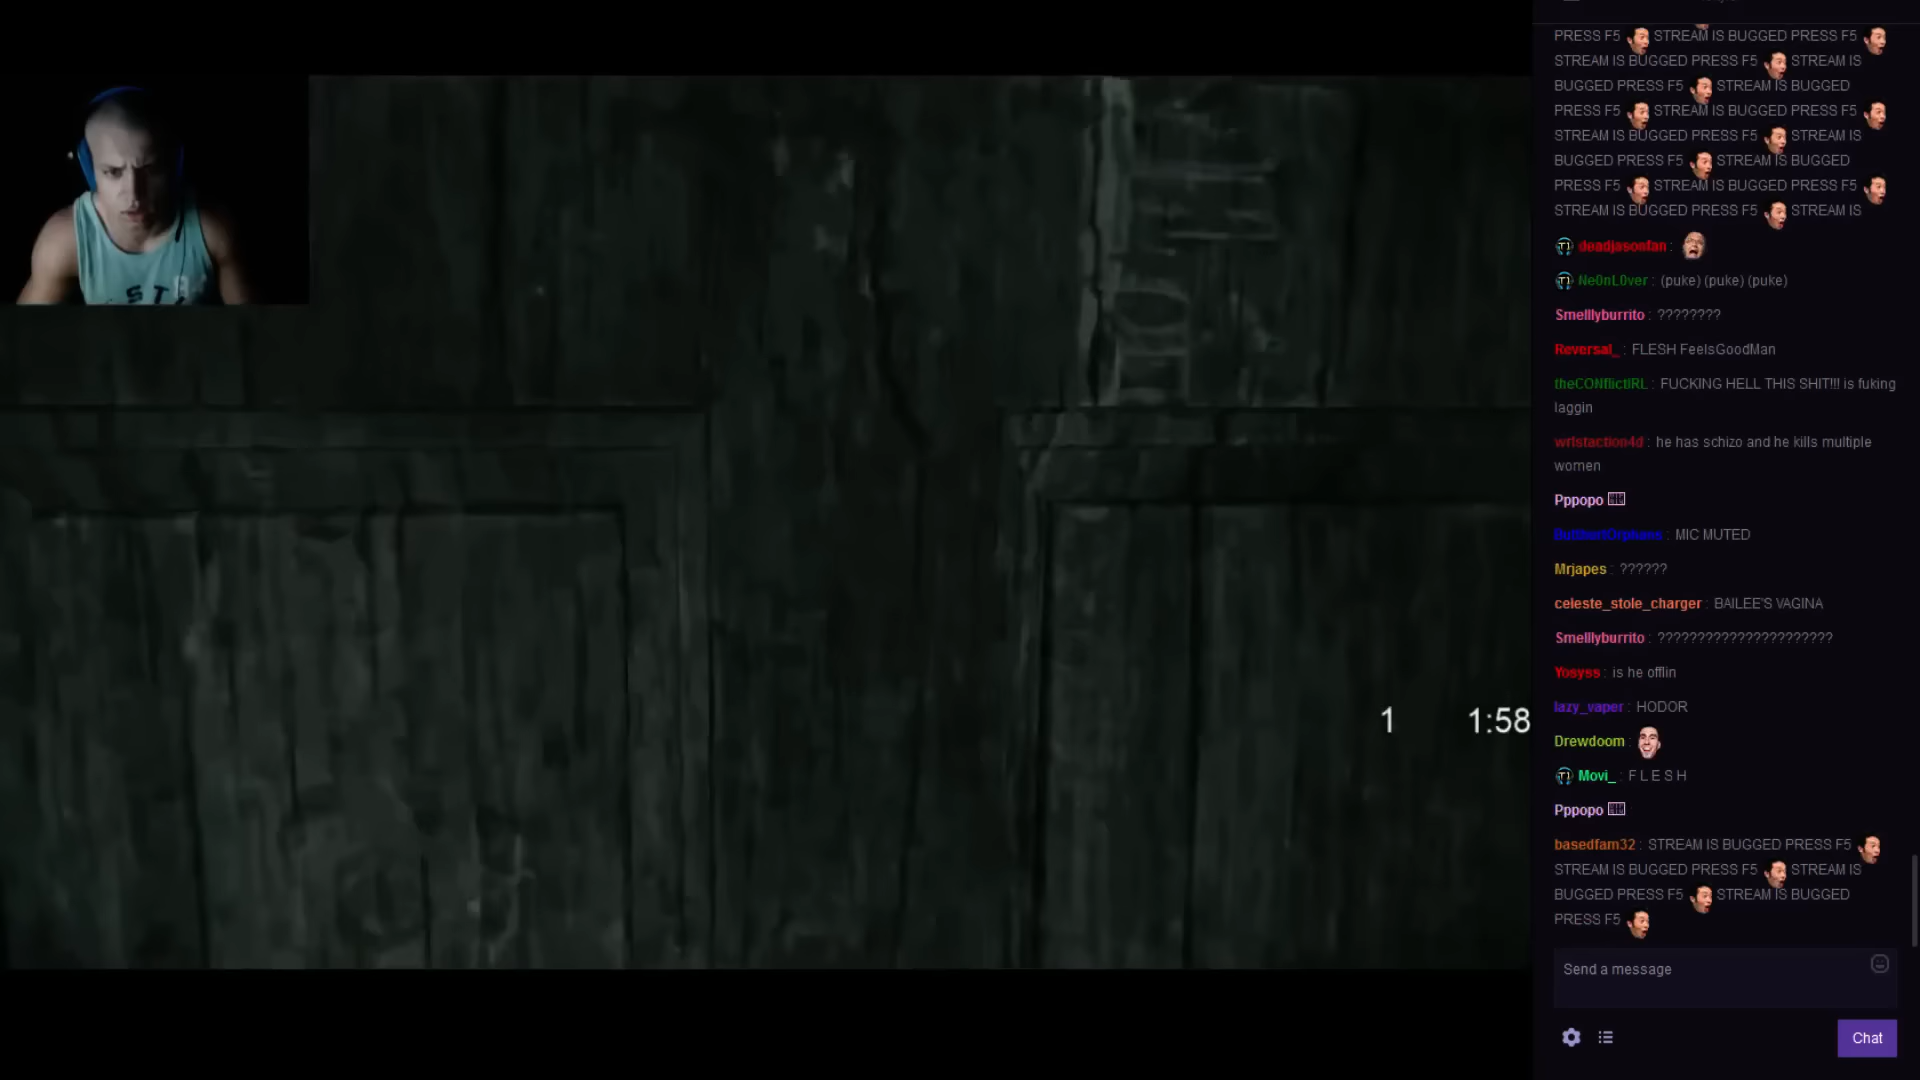 PRESS F5 STREAM IS BUGGED PRESS F5
STREAM IS BUGGED PRESS F5 STREAM IS
BUGGED PRESS F5 STREAM IS BUGGED
PRESS F5 STREAM IS BUGGED PRESS F5
STREAM IS BUGGED PRESS F5 STREAM IS
BUGGED PRESS F5 STREAM IS BUGGED
PRESS F5 STREAM IS BUGGED PRESS F5
STREAM IS BUGGED PRESS F5 STREAM IS
deadjasonfan :
Ne0nL0ver : (puke) (puke) (puke)
Smelllyburrito : ????????
Reversal_ : FLESH FeelsGoodMan
theCONflictIRL : FUCKING HELL THIS SHIT!!! is fuking
laggin
wristaction4d : he has schizo and he kills multiple
women
Pppopo
ButthurtOrphans : MIC MUTED
Mrjapes : ??????
celeste_stole_charger : BAILEE'S VAGINA
Smelllyburrito : ??????????????????????
Yosyss : is he offlin
lazy_vaper : HODOR
Drewdoom :
Movi_ : F L E S H
Pppopo
basedfam32 : STREAM IS BUGGED PRESS F5
STREAM IS BUGGED PRESS F5 STREAM IS
BUGGED PRESS F5 STREAM IS BUGGED
PRESS F5
Send a message
Chat
1 1:58